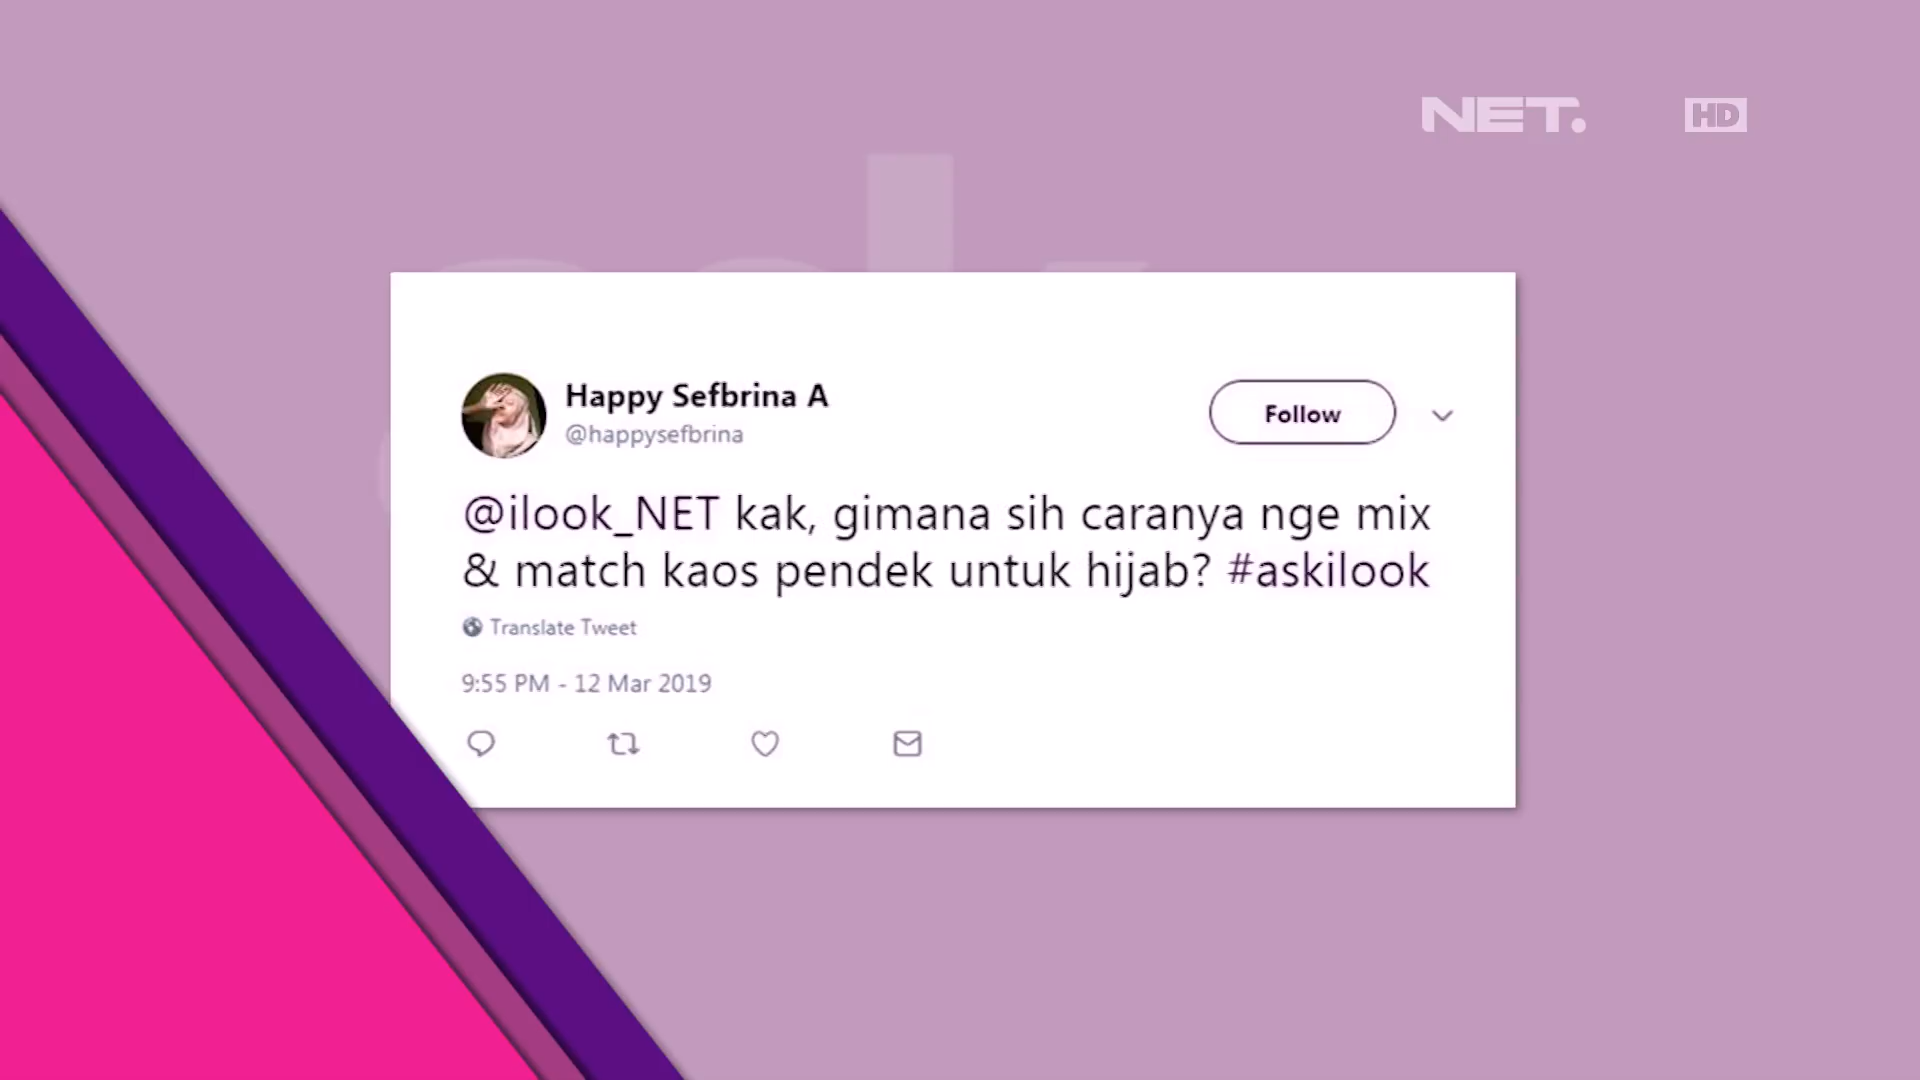 NET.
HD
Happy Sefbrina A
@happysefbrina
Follow
@ilook_NET kak, gimana sih caranya nge mix
& match kaos pendek untuk hijab? #askilook
Translate Tweet
9:55 PM - 12 Mar 2019